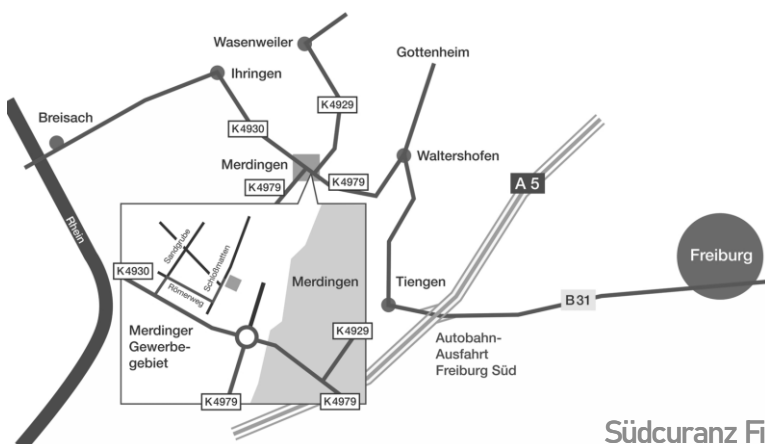 Wasenweiler
Gottenheim
Ihringen
K4929
Breisach
K4930
Merdingen
Waltershofen
K4979
K4979
A 5
Rhein
Sandgrube
Schloßmatten
Römerweg
K4930
Merdingen
Tiengen
Freiburg
B31
Merdinger
Gewerbe-
gebiet
K4929
Autobahn-
Ausfahrt
Freiburg Süd
K4979
K4979
Südcuranz Fi